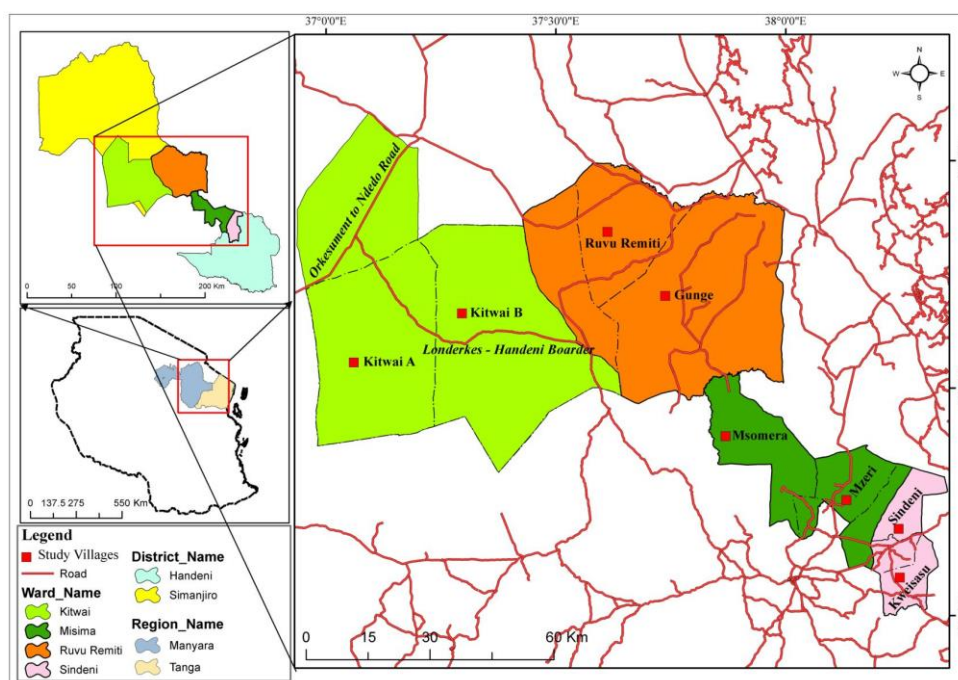 37°0'0"E
37°30'0"E
38°0'0"E
N
W E
S
0 50 100 200 Km
0 137.5 275 550 KM
Orkesument to Ndedo Road
Ruvu Remiti
Gunge
Kitwai B
Londerkes - Handeni Boarder
Kitwai A
Msomera
Mzeri
Sindeni
Kweisasu
0 15 30 60 Km
Legend
Study Villages
Road
Ward_Name
Kitwai
Misima
Ruvu Remiti
Sindeni
District_Name
Handeni
Simanjiro
Region_Name
Manyara
Tanga